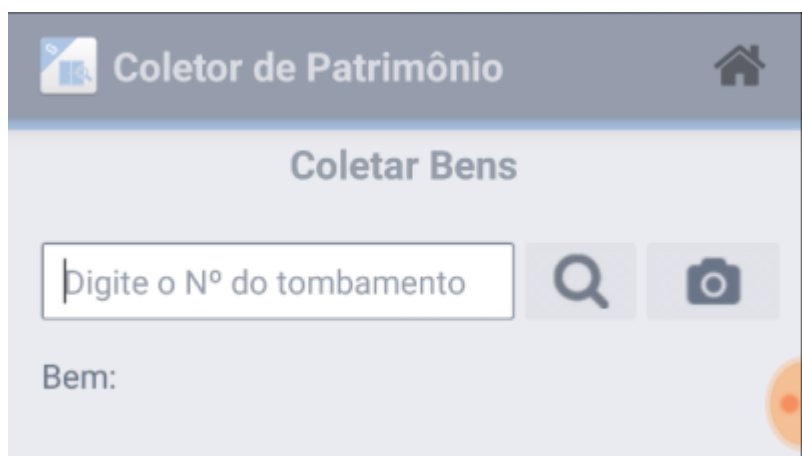 Coletor de Patrimônio
Coletar Bens
Digite o Nº do tombamento
Bem: